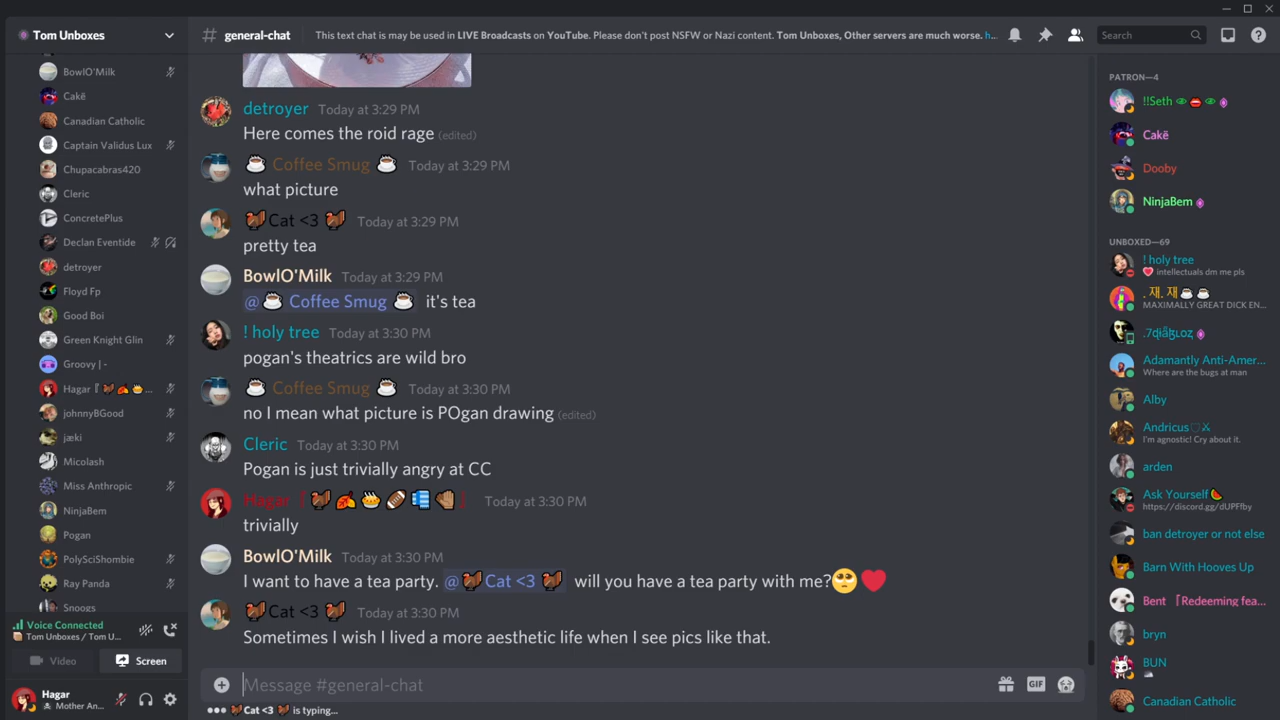 Tom Unboxes
# general-chat
This text chat is may be used in LIVE Broadcasts on YouTube. Please don't post NSFW or Nazi content. Tom Unboxes, Other servers are much worse. h...
Search
BowlO'Milk
Cakë
Canadian Catholic
Captain Validus Lux
Chupacabras420
Cleric
ConcretePlus
Declan Eventide
detroyer
Floyd Fp
Good Boi
Green Knight Glin
Groovy | -
Hagar『🦃🍂🥧...
johnnyBGood
jæki
Micolash
Miss Anthropic
NinjaBem
Pogan
PolySciShombie
Ray Panda
Snoogs
Voice Connected
Tom Unboxes / Tom U...
Video
Screen
Hagar
Mother An...
detroyer Today at 3:29 PM
Here comes the roid rage (edited)
☕ Coffee Smug ☕ Today at 3:29 PM
what picture
🦃Cat <3 🦃 Today at 3:29 PM
pretty tea
BowlO'Milk Today at 3:29 PM
@☕ Coffee Smug ☕ it's tea
! holy tree Today at 3:30 PM
pogan's theatrics are wild bro
☕ Coffee Smug ☕ Today at 3:30 PM
no I mean what picture is POgan drawing (edited)
Cleric Today at 3:30 PM
Pogan is just trivially angry at CC
Hagar『🦃🍂🥧🏈 Today at 3:30 PM
trivially
BowlO'Milk Today at 3:30 PM
I want to have a tea party. @🦃Cat <3 🦃 will you have a tea party with me?🥺❤️
🦃Cat <3 🦃 Today at 3:30 PM
Sometimes I wish I lived a more aesthetic life when I see pics like that.
Message #general-chat
GIF
🦃Cat <3 🦃 is typing...
PATRON—4
!!Seth 👁👄👁
Cakë
Dooby
NinjaBem
UNBOXED—69
! holy tree
❤️ intellectuals dm me pls
. 재. 재☕☕
MAXIMALLY GREAT DICK EN...
Adamantly Anti-Amer...
Where are the bugs at man
Alby
Andricus♡⚔
I'm agnostic! Cry about it.
arden
Ask Yourself🍉
https://discord.gg/dUPFfby
ban detroyer or not else
Barn With Hooves Up
Bent「Redeeming fea...
bryn
BUN
Canadian Catholic